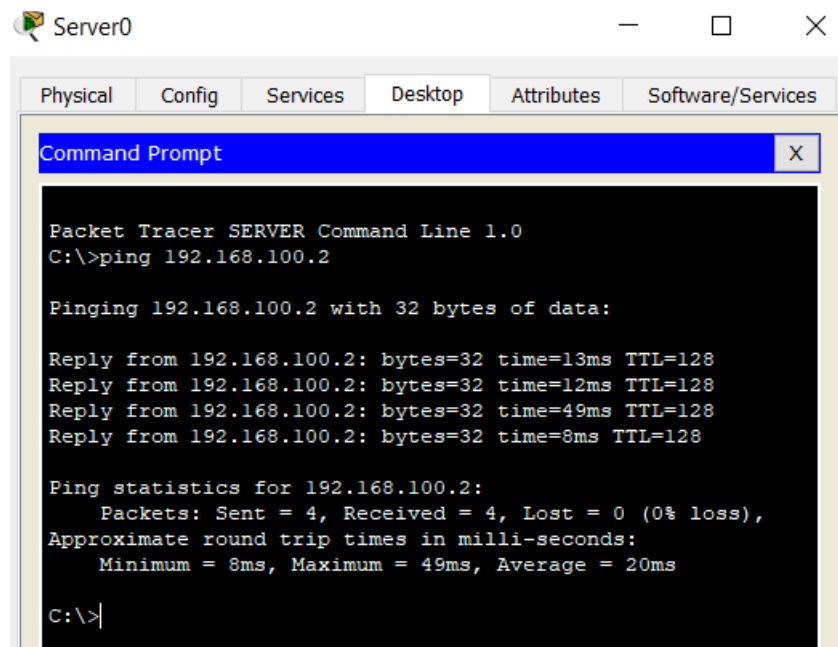 Server0
Physical Config Services Desktop Attributes Software/Services
Command Prompt X
Packet Tracer SERVER Command Line 1.0
C:\>ping 192.168.100.2
Pinging 192.168.100.2 with 32 bytes of data:
Reply from 192.168.100.2: bytes=32 time=13ms TTL=128
Reply from 192.168.100.2: bytes=32 time=12ms TTL=128
Reply from 192.168.100.2: bytes=32 time=49ms TTL=128
Reply from 192.168.100.2: bytes=32 time=8ms TTL=128
Ping statistics for 192.168.100.2:
Packets: Sent = 4, Received = 4, Lost = 0 (0% loss),
Approximate round trip times in milli-seconds:
Minimum = 8ms, Maximum = 49ms, Average = 20ms
C:\>